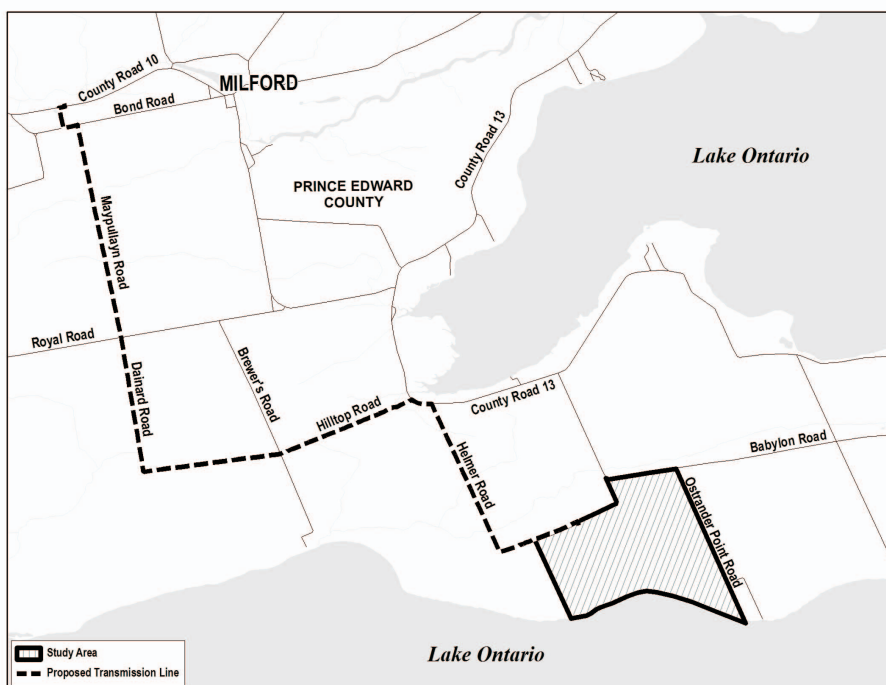 County Road 10
MILFORD
Bond Road
County Road 13
Lake Ontario
PRINCE EDWARD
COUNTY
Maypullayn Road
Royal Road
Dainard Road
Brewer's Road
Hilltop Road
County Road 13
Helmer Road
Babylon Road
Ostrander Point Road
Lake Ontario
Study Area
Proposed Transmission Line